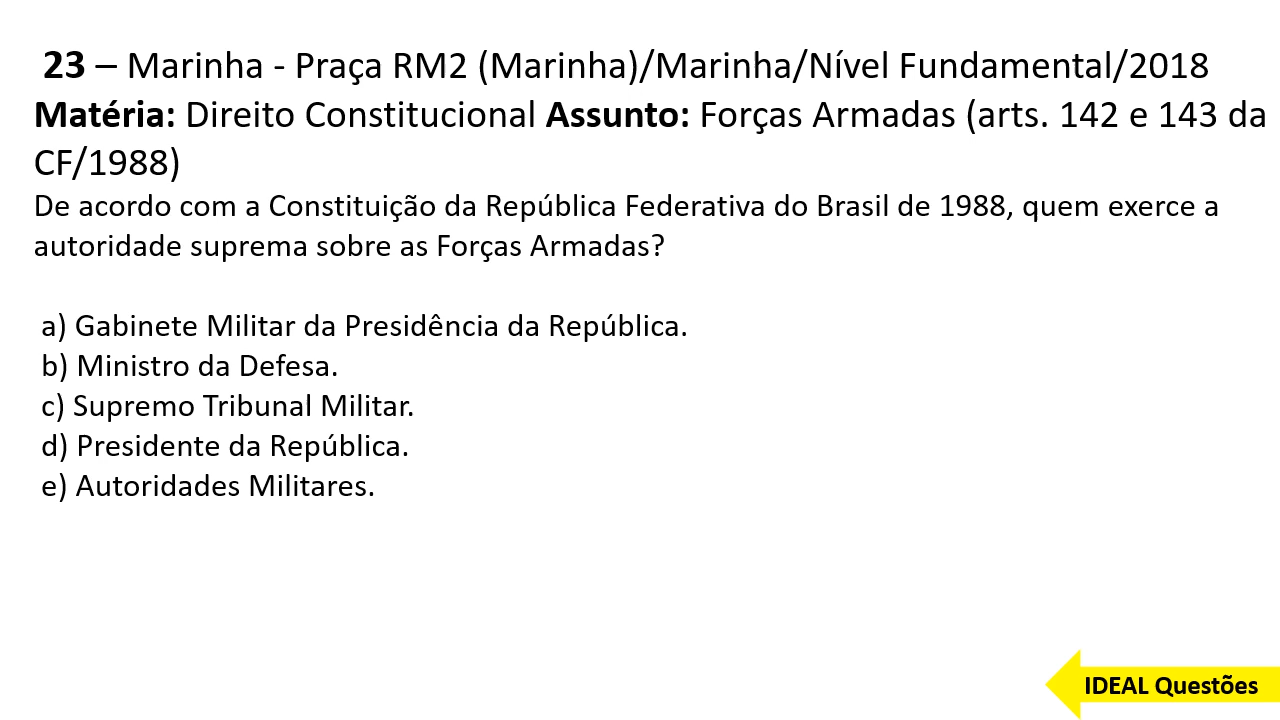 23 – Marinha - Praça RM2 (Marinha)/Marinha/Nível Fundamental/2018
Matéria: Direito Constitucional Assunto: Forças Armadas (arts. 142 e 143 da
CF/1988)
De acordo com a Constituição da República Federativa do Brasil de 1988, quem exerce a
autoridade suprema sobre as Forças Armadas?
a) Gabinete Militar da Presidência da República.
b) Ministro da Defesa.
c) Supremo Tribunal Militar.
d) Presidente da República.
e) Autoridades Militares.
IDEAL Questões